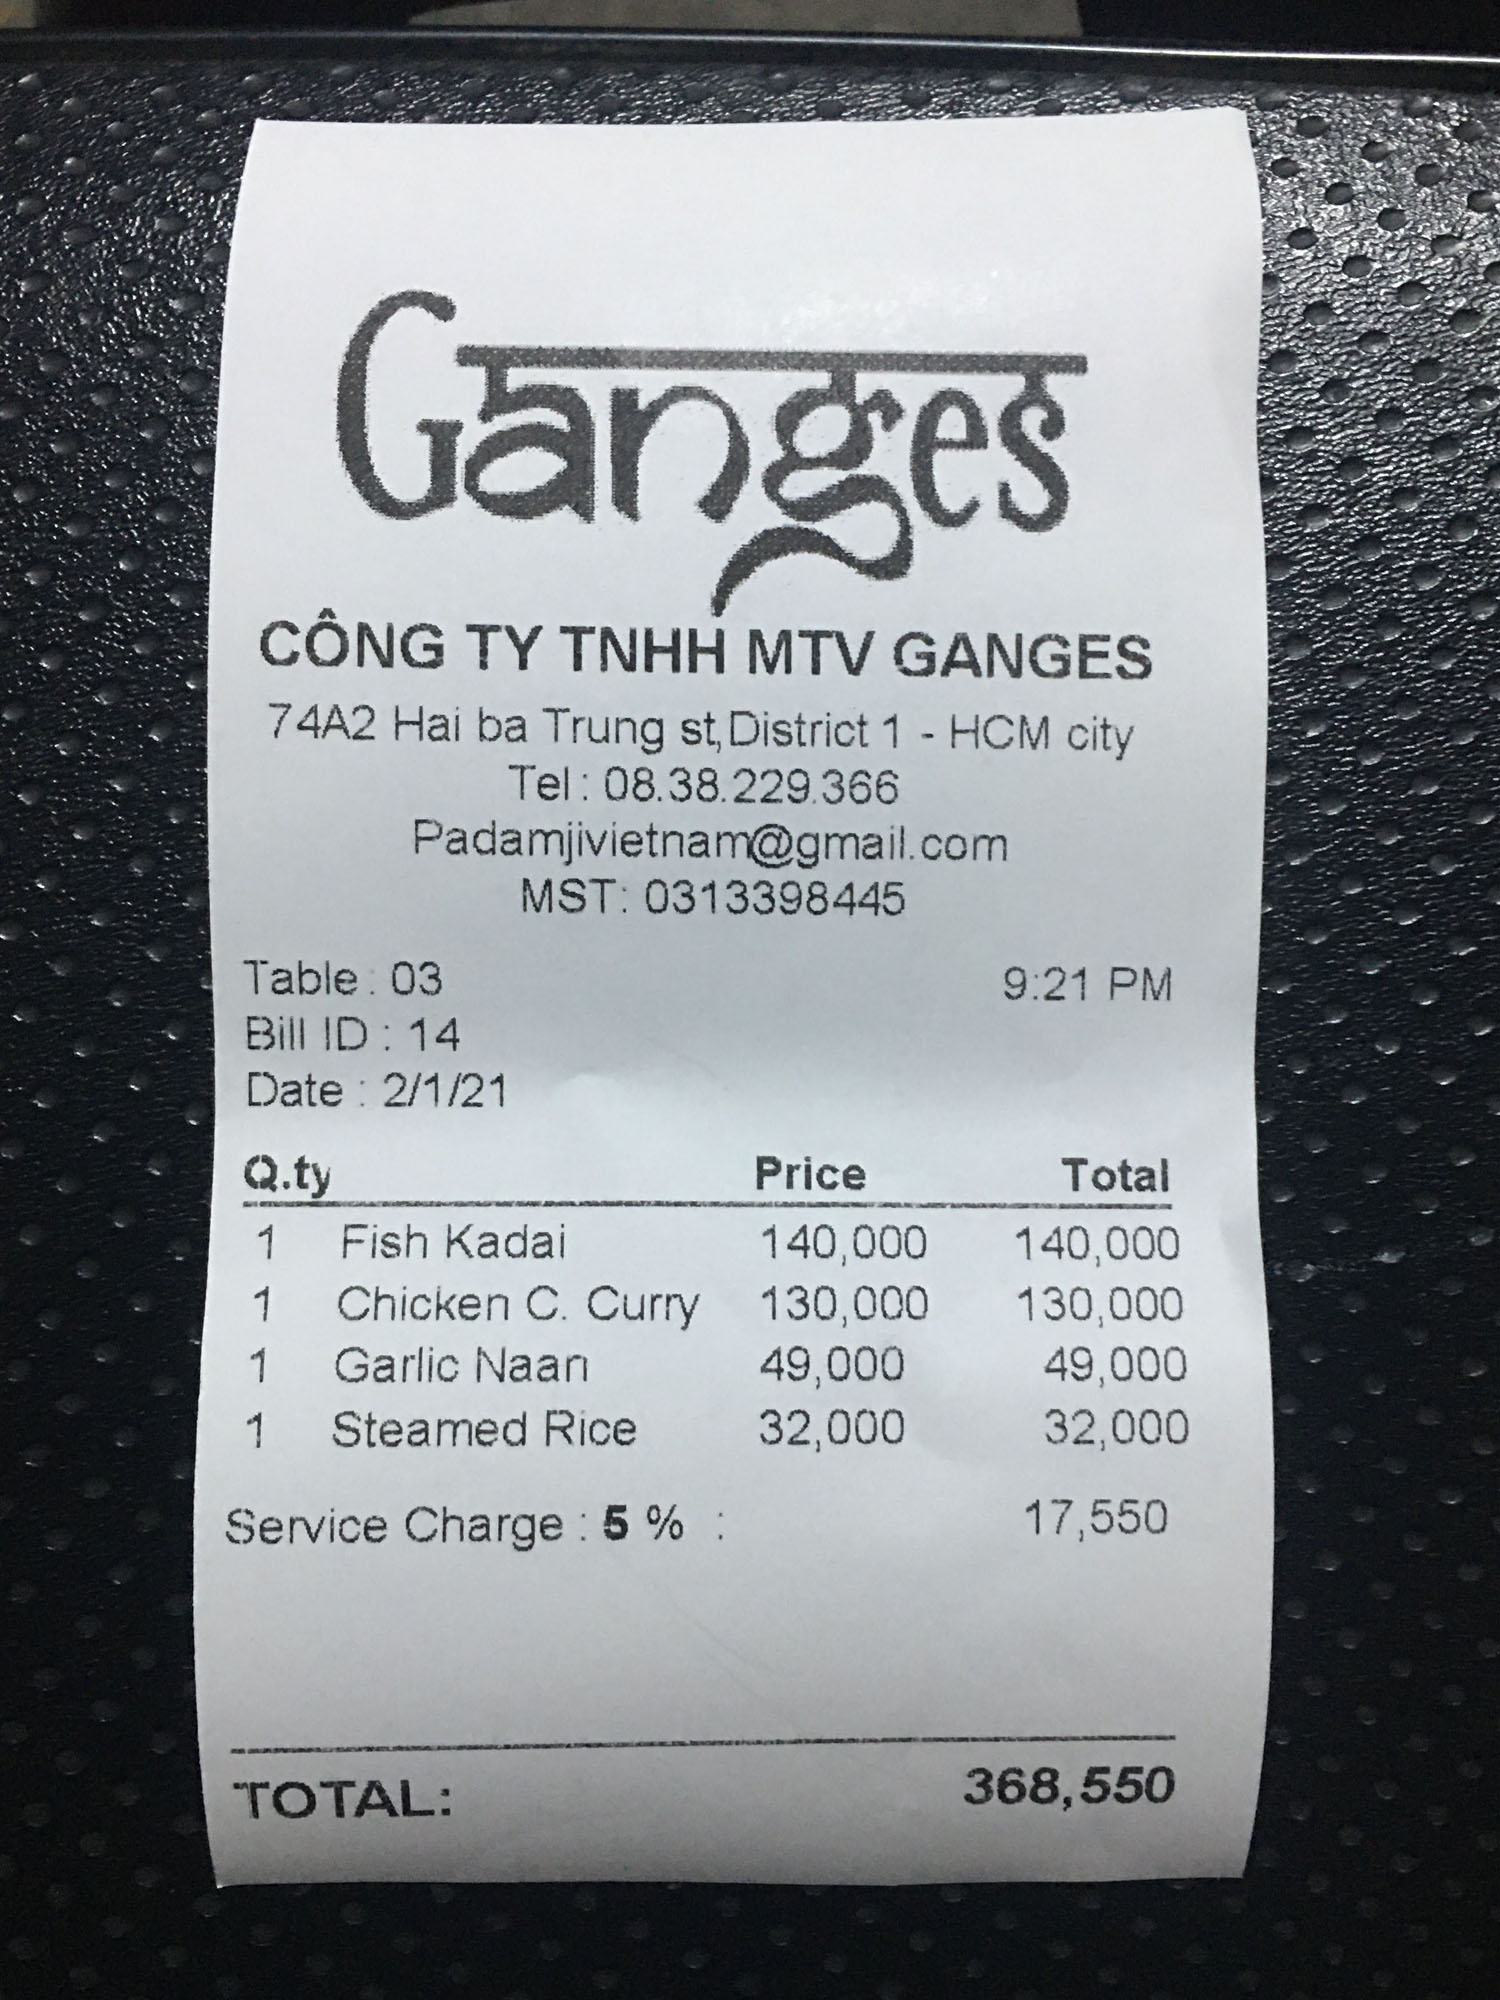 Ganges
CÔNG TY TNHH MTV GANGES
74A2 Hai ba Trung st,District 1 - HCM city
Tel : 08.38.229.366
Padamjivietnam@gmail.com
MST: 0313398445
Table : 03 9:21 PM
Bill ID : 14
Date : 2/1/21
Q.ty Price Total
1 Fish Kadai 140,000 140,000
1 Chicken C. Curry 130,000 130,000
1 Garlic Naan 49,000 49,000
1 Steamed Rice 32,000 32,000
Service Charge : 5 % : 17,550
TOTAL: 368,550